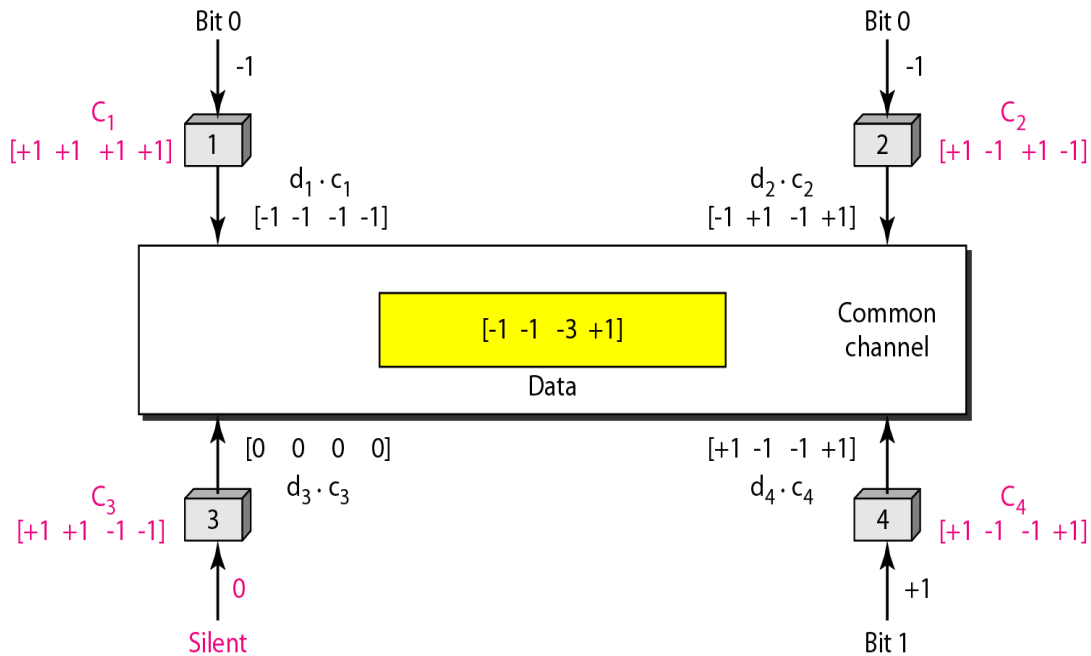 Bit 0
Bit 0
-1
-1
C₁
C₂
[+1 +1 +1 +1]
1
2
[+1 -1 +1 -1]
d₁ · c₁
d₂ · c₂
[-1 -1 -1 -1]
[-1 +1 -1 +1]
[-1 -1 -3 +1]
Common
channel
Data
[0 0 0 0]
[+1 -1 -1 +1]
d₃ · c₃
d₄ · c₄
C₃
C₄
[+1 +1 -1 -1]
3
4
[+1 -1 -1 +1]
0
+1
Silent
Bit 1